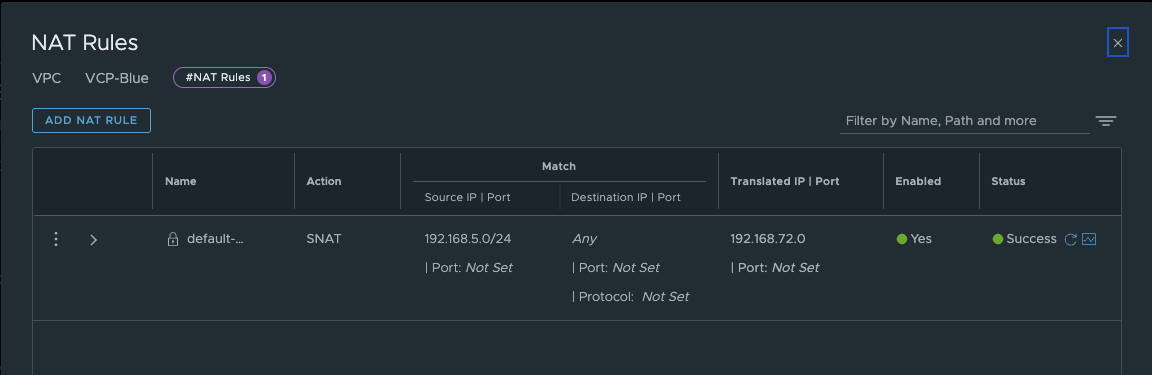 NAT Rules
VPC VCP-Blue #NAT Rules 1
ADD NAT RULE
Filter by Name, Path and more
Name Action Match Translated IP | Port Enabled Status
Source IP | Port Destination IP | Port
default-... SNAT 192.168.5.0/24 Any 192.168.72.0 Yes Success
| Port: Not Set | Port: Not Set | Port: Not Set
| Protocol: Not Set